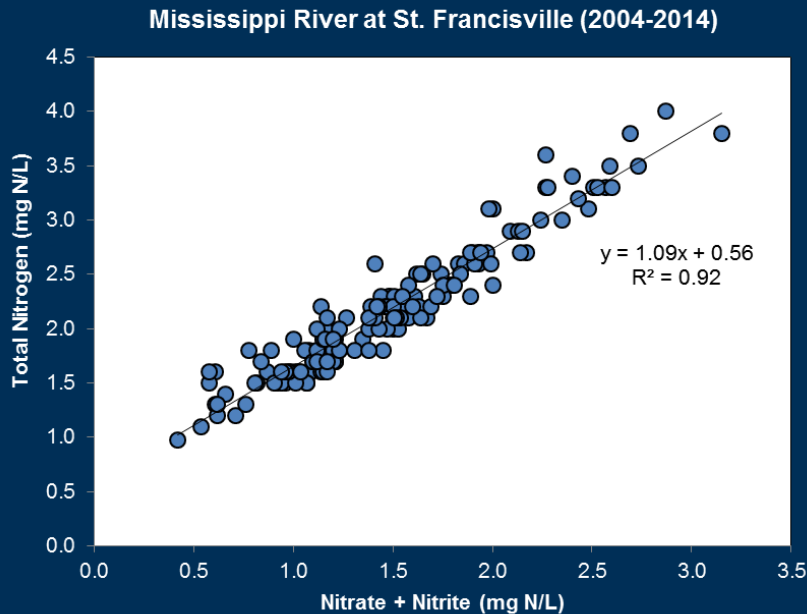 Mississippi River at St. Francisville (2004-2014)
4.5
4.0
3.5
3.0
2.5
2.0
1.5
1.0
0.5
0.0
Total Nitrogen (mg N/L)
y = 1.09x + 0.56
R² = 0.92
0.0 0.5 1.0 1.5 2.0 2.5 3.0 3.5
Nitrate + Nitrite (mg N/L)